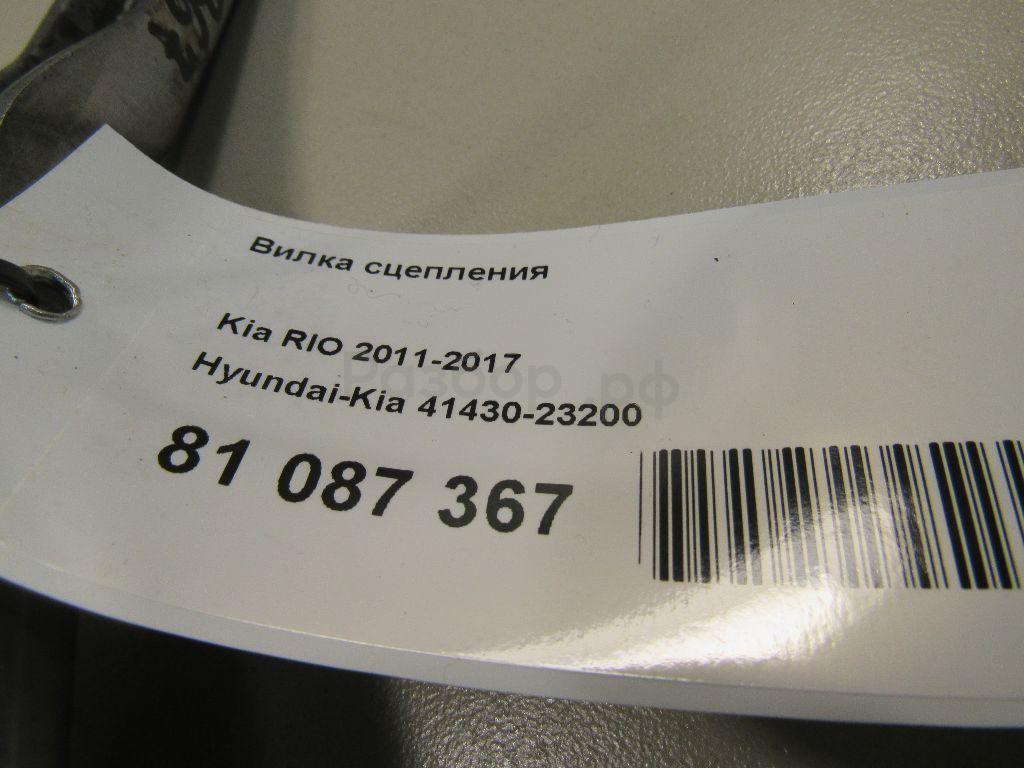 Вилка сцепления
Kia RIO 2011-2017
Hyundai-Kia 41430-23200
Разбор.рф
81 087 367